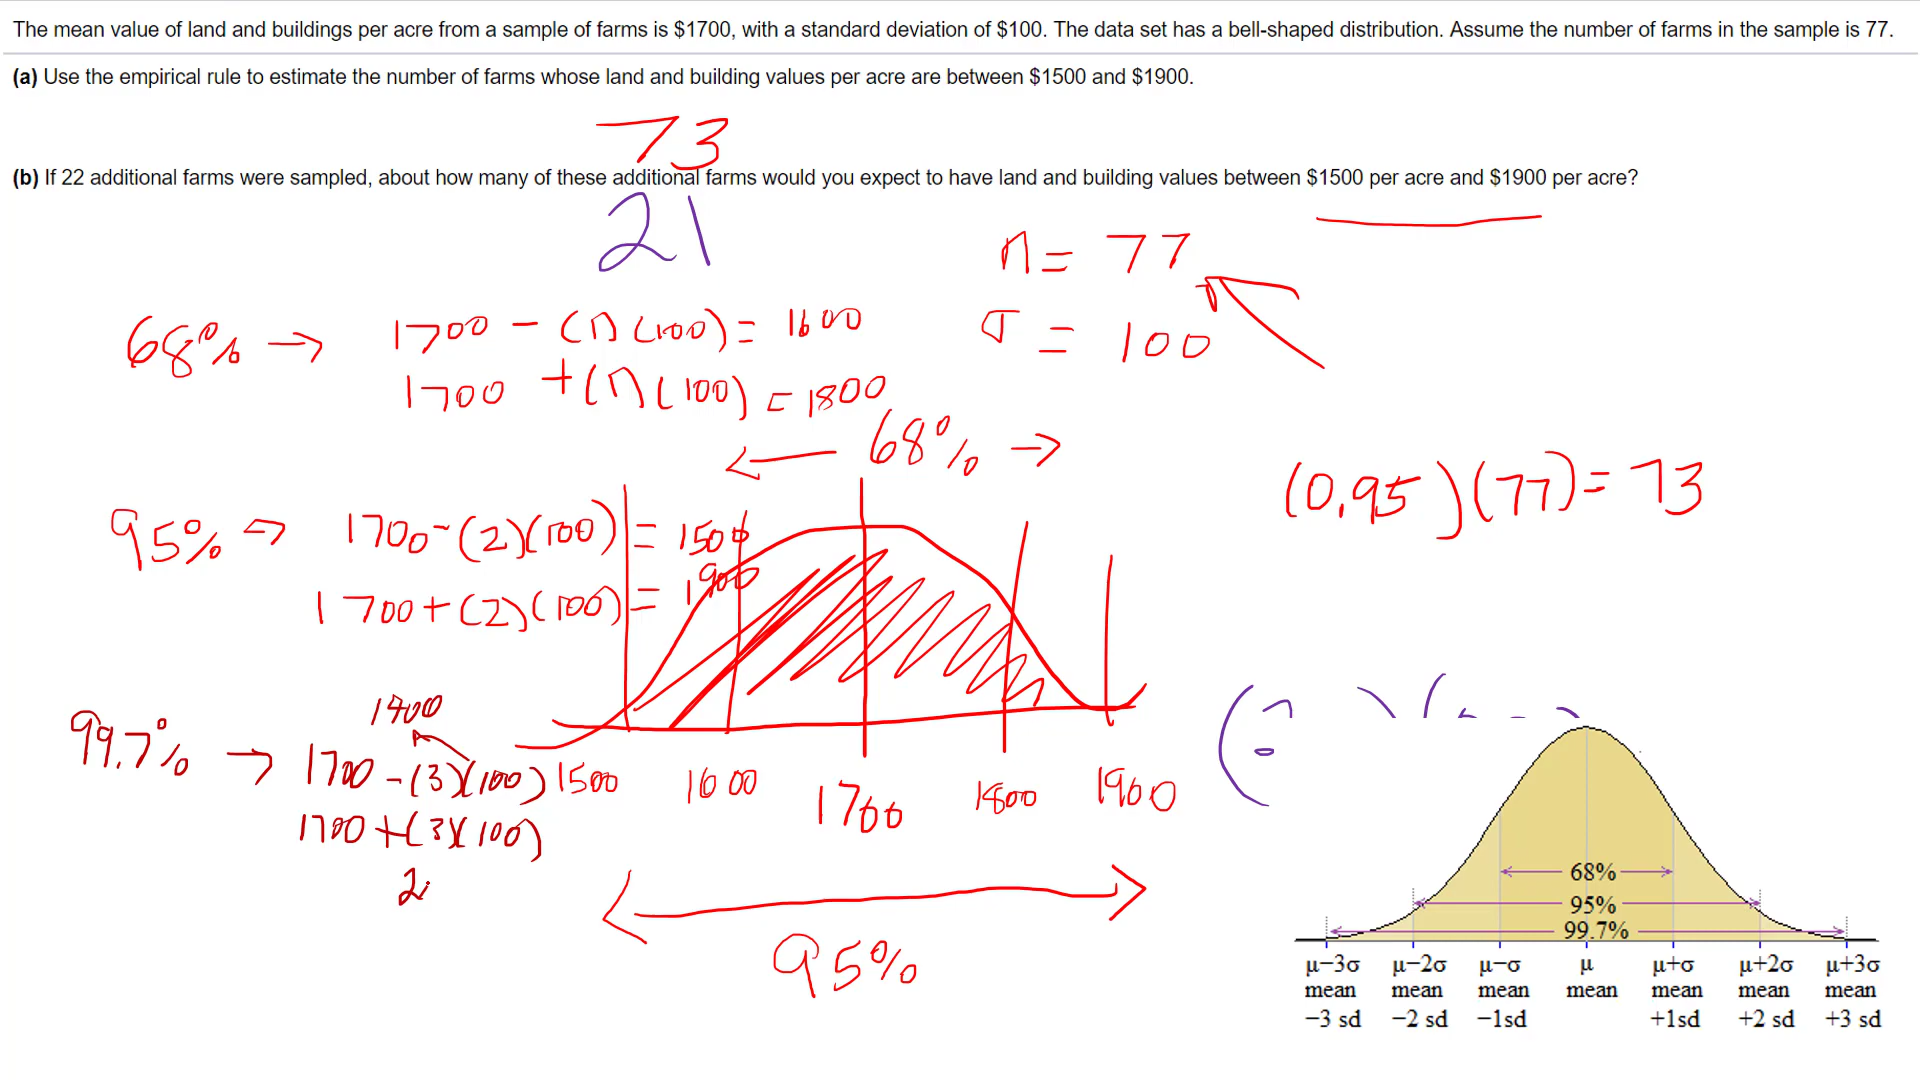 The mean value of land and buildings per acre from a sample of farms is $1700, with a standard deviation of $100. The data set has a bell-shaped distribution. Assume the number of farms in the sample is 77.
(a) Use the empirical rule to estimate the number of farms whose land and building values per acre are between $1500 and $1900.
73
(b) If 22 additional farms were sampled, about how many of these additional farms would you expect to have land and building values between $1500 per acre and $1900 per acre?
21
n = 77
σ = 100
68% → 1700 - (1)(100) = 1600
1700 + (1)(100) = 1800
← 68% →
(0.95)(77) = 73
95% → 1700 - (2)(100) = 1500
1700 + (2)(100) = 1900
1400
99.7% → 1700 - (3)(100)
1700 + (3)(100)
2
1500 1600 1700 1800 1900
95%
68%
95%
99.7%
μ−3σ μ−2σ μ−σ μ μ+σ μ+2σ μ+3σ
mean mean mean mean mean mean mean
−3 sd −2 sd −1sd +1sd +2 sd +3 sd